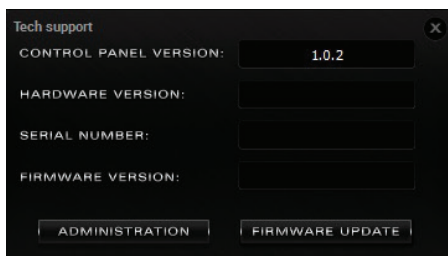 Tech support
CONTROL PANEL VERSION: 1.0.2
HARDWARE VERSION:
SERIAL NUMBER:
FIRMWARE VERSION:
ADMINISTRATION FIRMWARE UPDATE